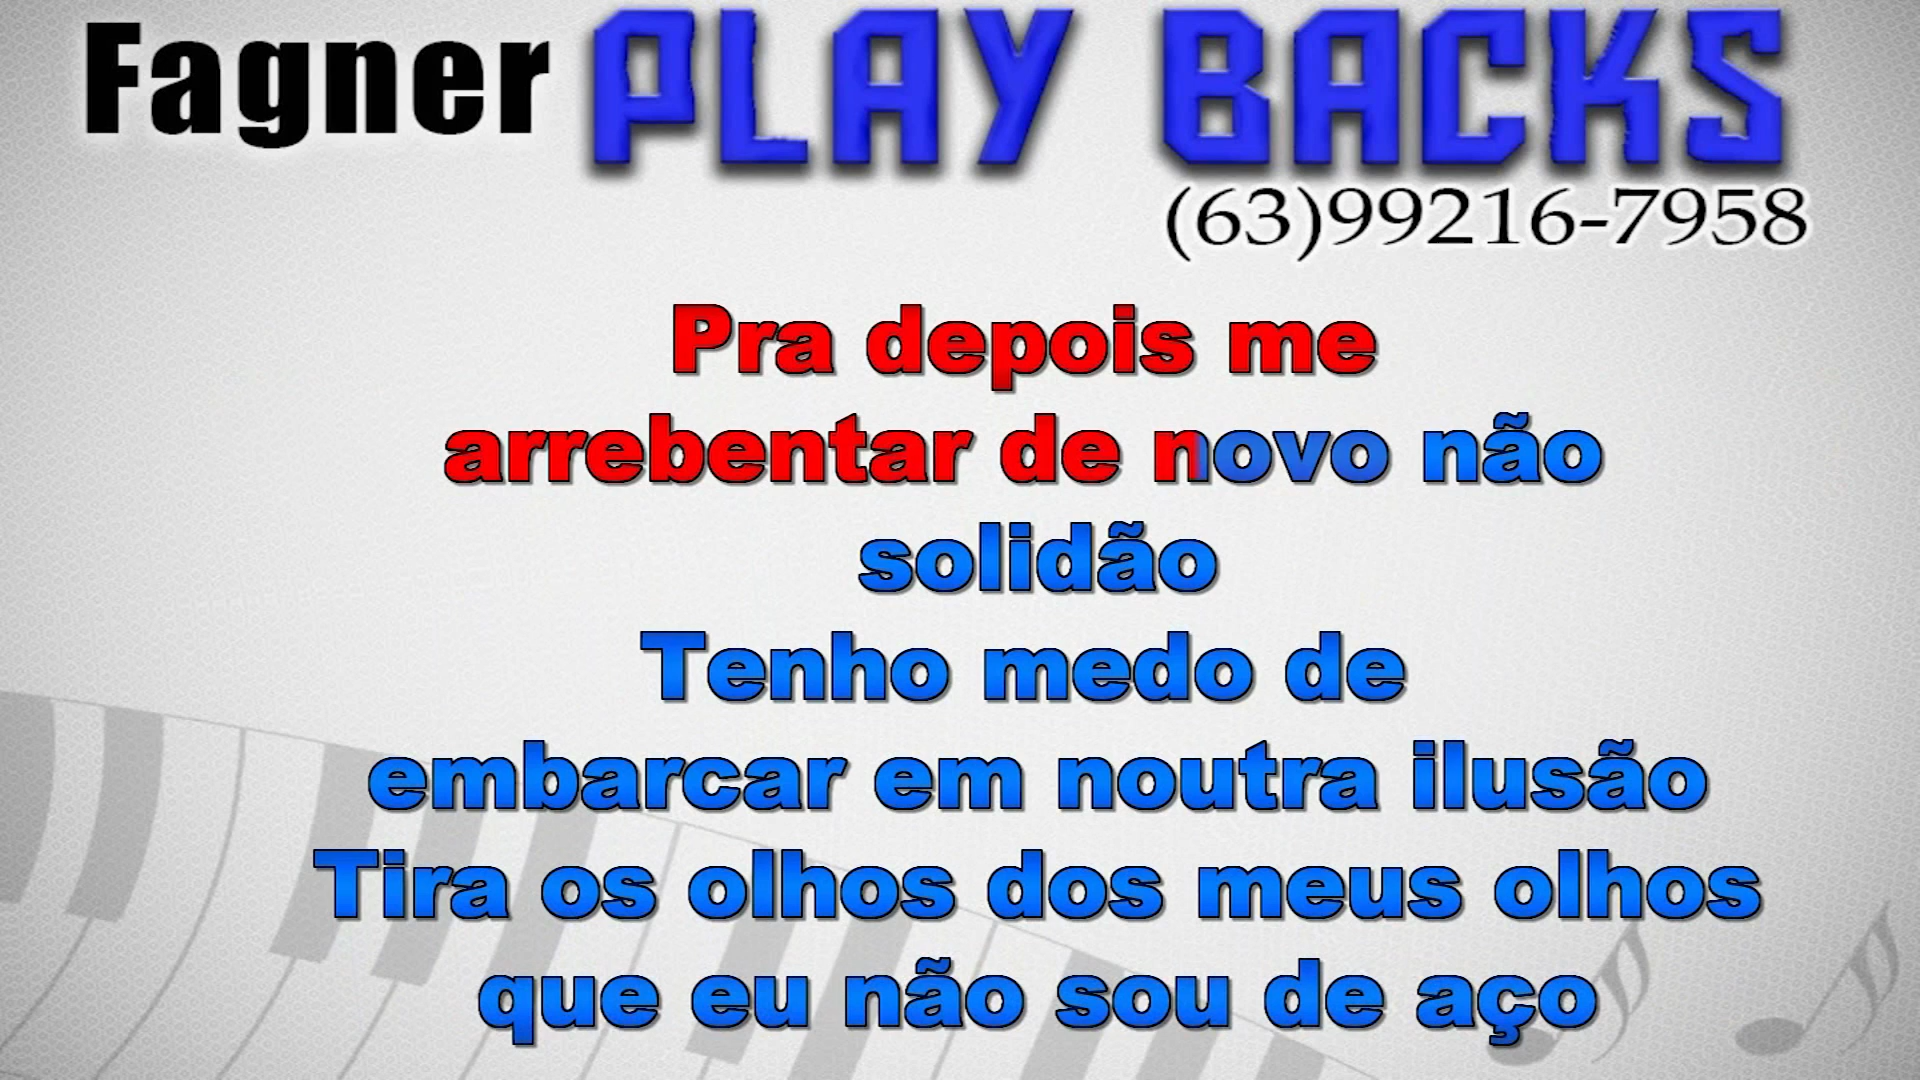 Fagner PLAY BACKS
(63)99216-7958
Pra depois me
arrebentar de novo não
solidão
Tenho medo de
embarcar em noutra ilusão
Tira os olhos dos meus olhos
que eu não sou de aço